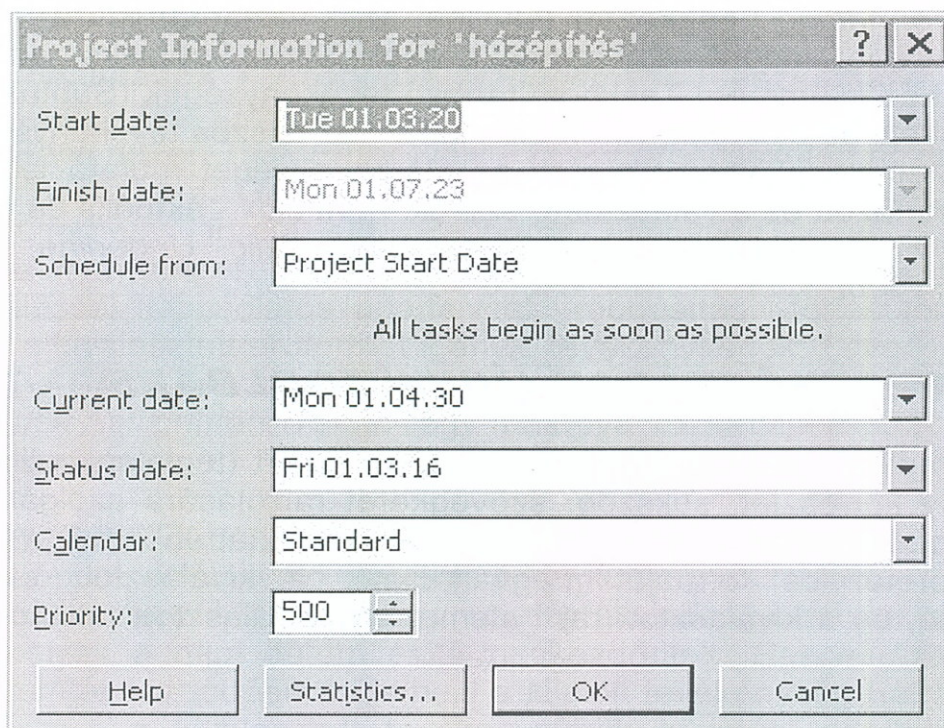 Project Information for 'házépítés'
Start date: Tue 01.03.20
Finish date: Mon 01.07.23
Schedule from: Project Start Date
All tasks begin as soon as possible.
Current date: Mon 01.04.30
Status date: Fri 01.03.16
Calendar: Standard
Priority: 500
Help Statistics... OK Cancel